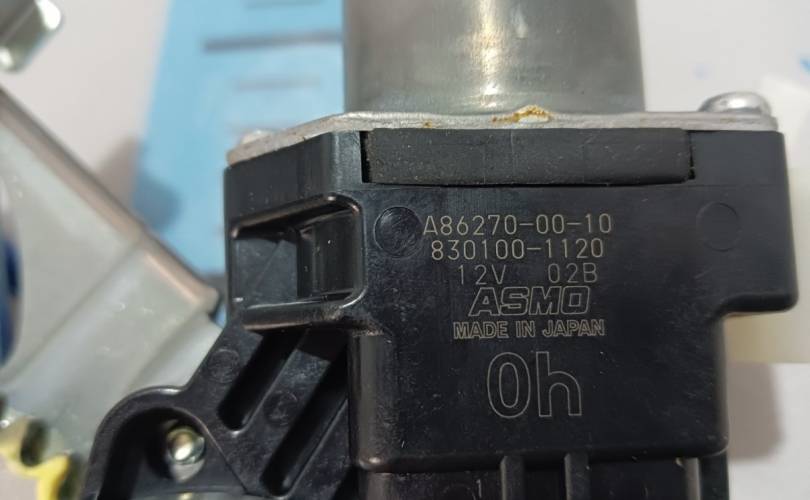 A86270-00-10
830100-1120
12V 02B
ASMO
MADE IN JAPAN
0h